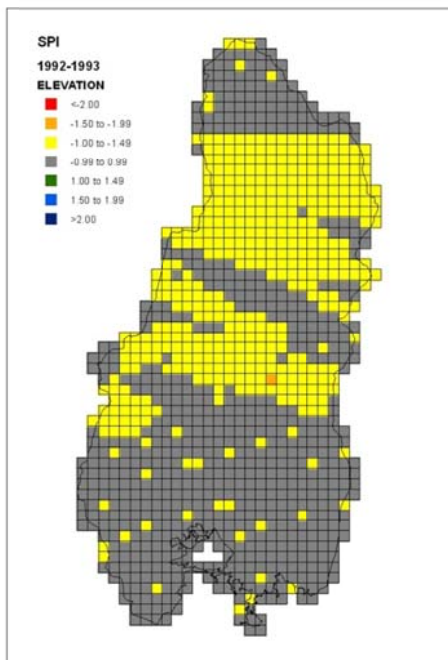 SPI
1992-1993
ELEVATION
<-2.00
-1.50 to -1.99
-1.00 to -1.49
-0.99 to 0.99
1.00 to 1.49
1.50 to 1.99
>2.00